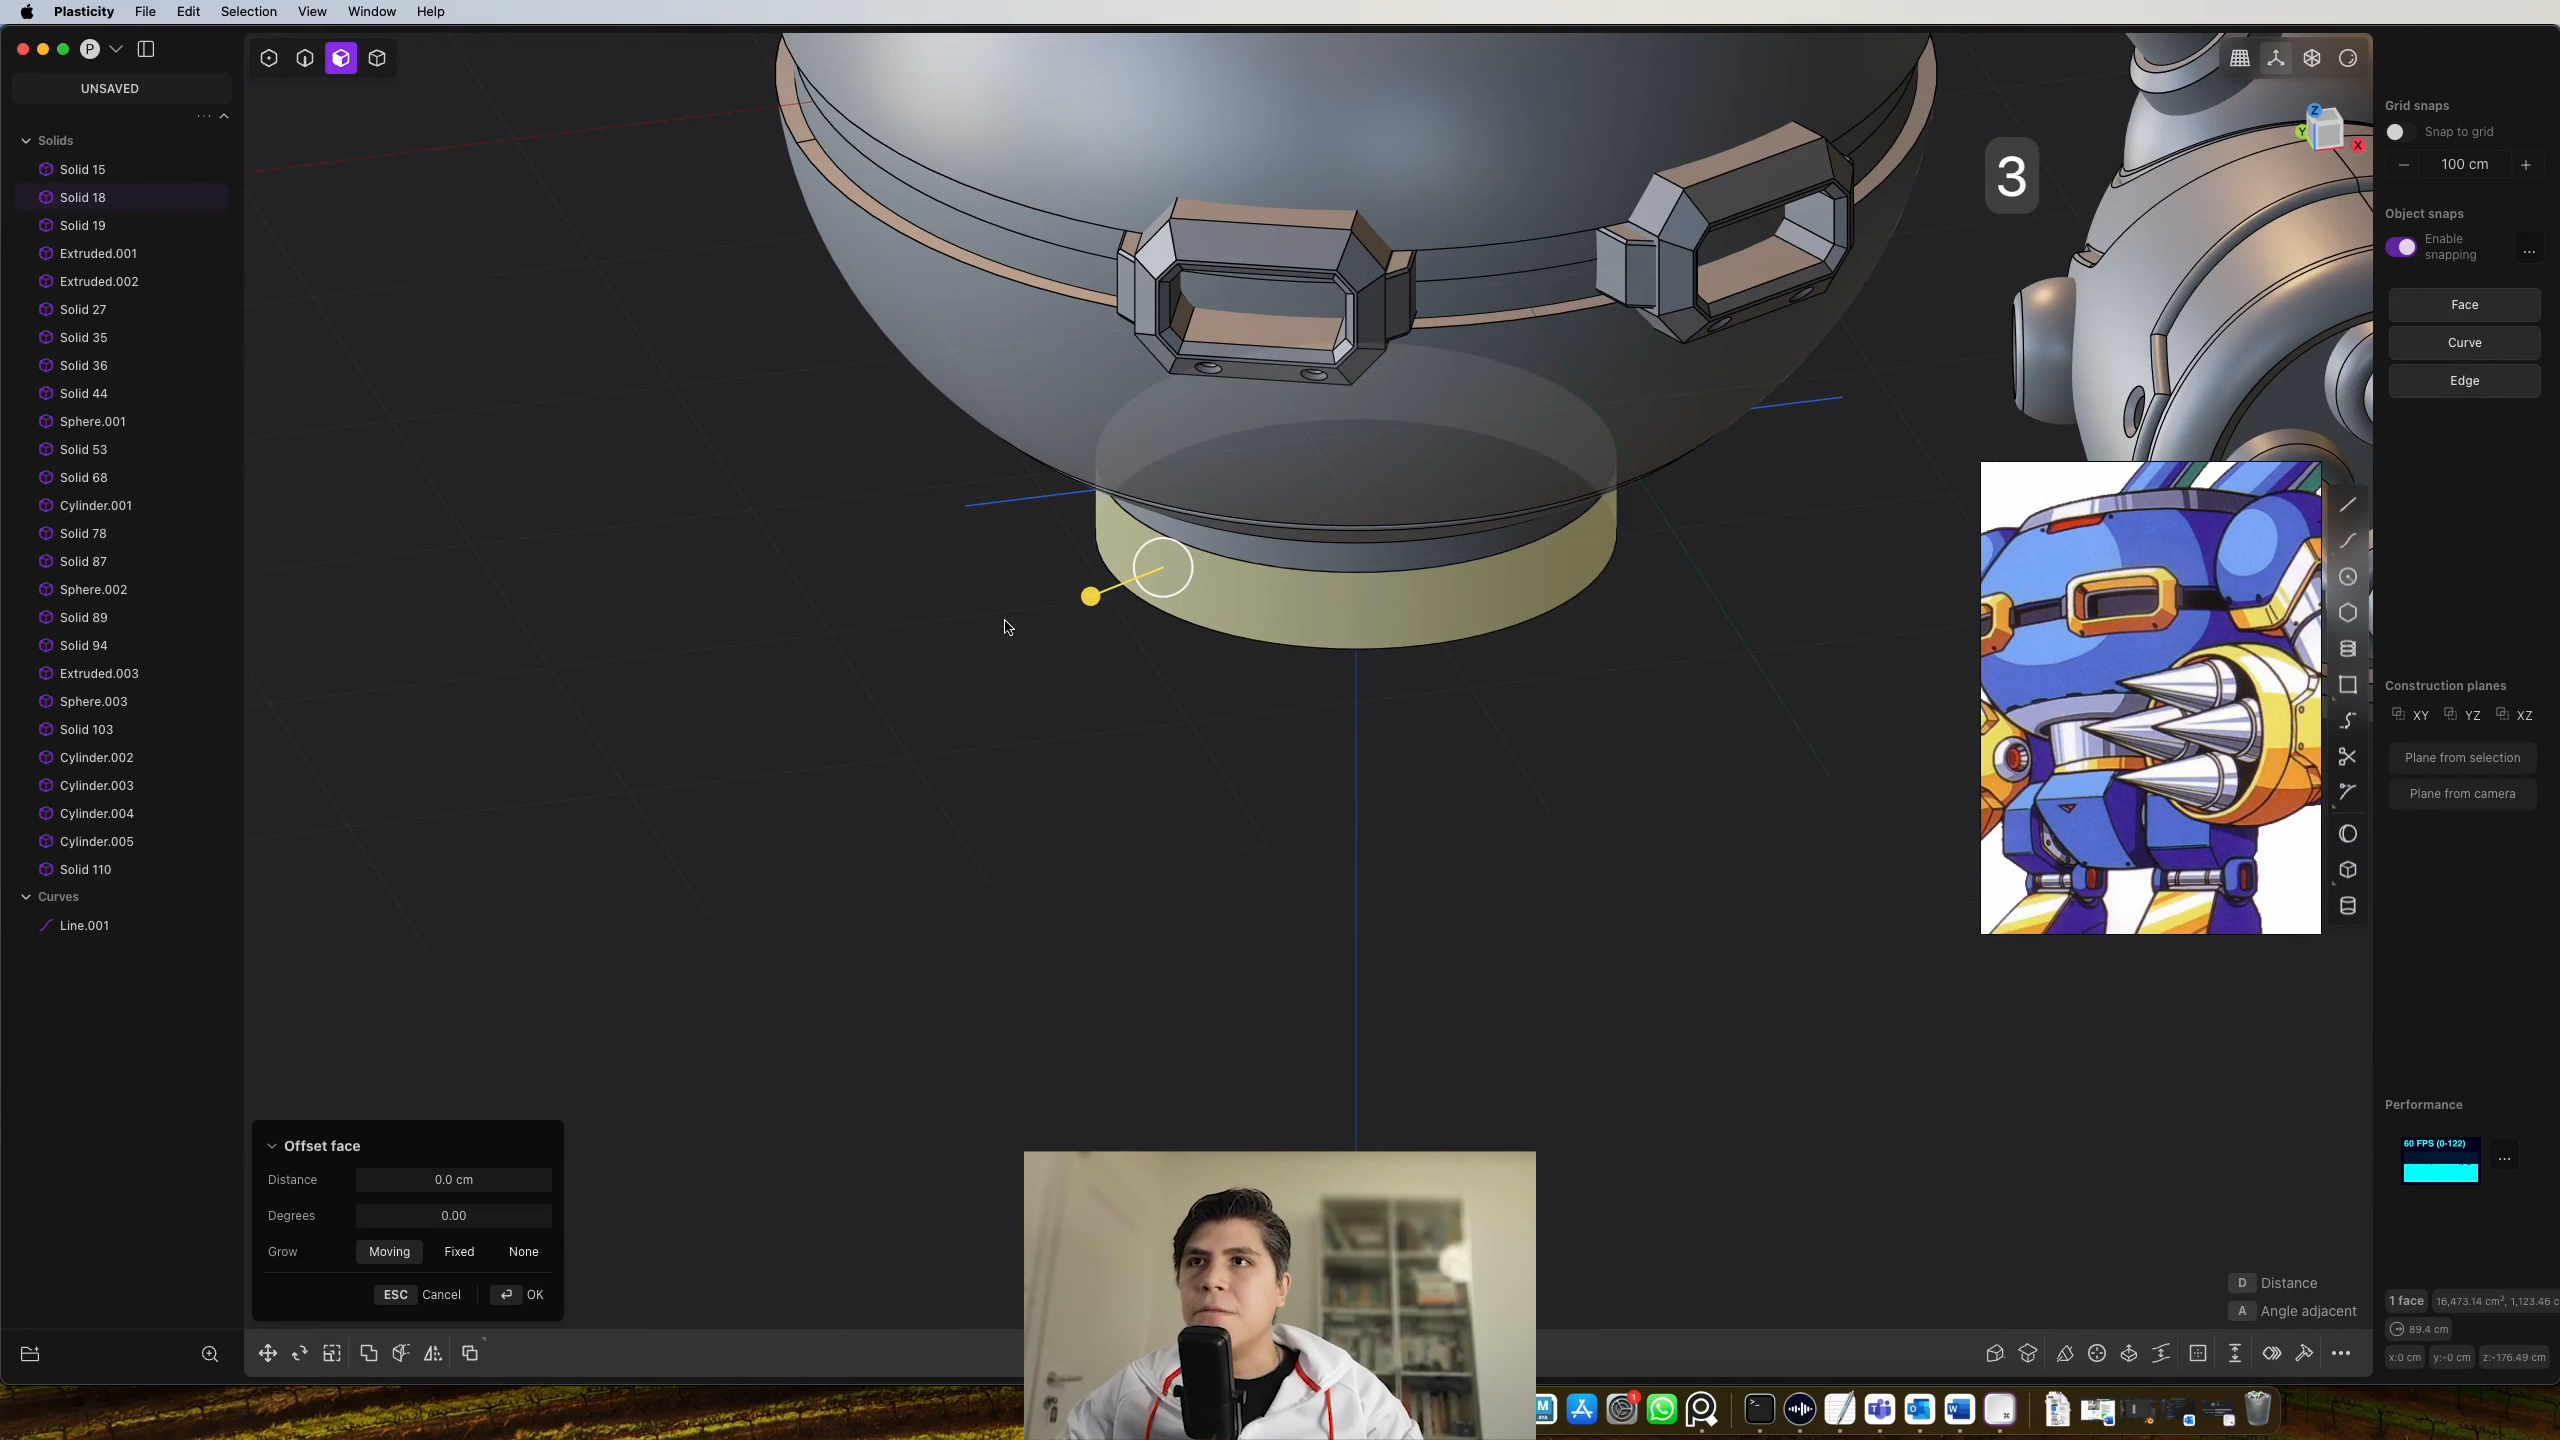 Plasticity File Edit Selection View Window Help
P
UNSAVED
Solids
Solid 15
Solid 18
Solid 19
Extruded.001
Extruded.002
Solid 27
Solid 35
Solid 36
Solid 44
Sphere.001
Solid 53
Solid 68
Cylinder.001
Solid 78
Solid 87
Sphere.002
Solid 89
Solid 94
Extruded.003
Sphere.003
Solid 103
Cylinder.002
Cylinder.003
Cylinder.004
Cylinder.005
Solid 110
Curves
Line.001
3
Z
Y
X
Grid snaps
Snap to grid
100 cm
Object snaps
Enable
snapping
Face
Curve
Edge
Construction planes
XY YZ XZ
Plane from selection
Plane from camera
Performance
60 FPS (0-122)
Offset face
Distance 0.0 cm
Degrees 0.00
Grow Moving Fixed None
ESC Cancel OK
D Distance
A Angle adjacent
1 face 16,473.14 cm², 1,123.46 c
89.4 cm
x:0 cm y:-0 cm z:-176.49 cm